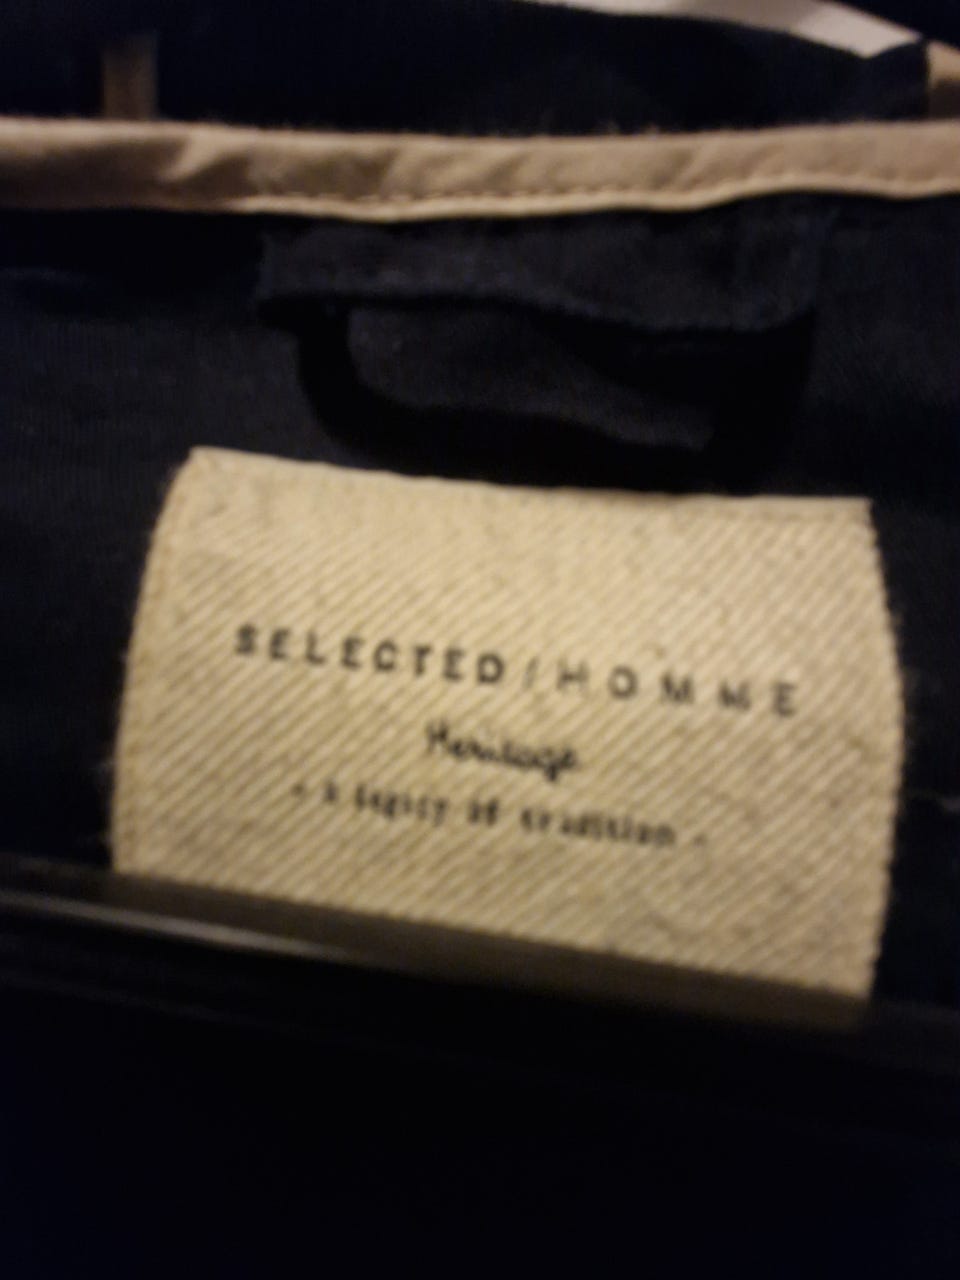 SELECTED/HOMME
Heritage
- a legacy of tradition -